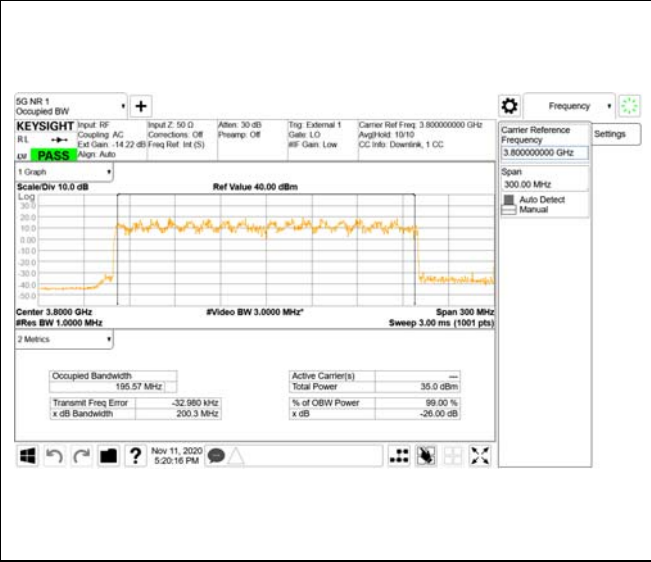 5G NR 1
Occupied BW
Frequency
KEYSIGHT
RL
LW PASS
Input: RF
Coupling: AC
Ext Gain: -14.22 dB
Align: Auto
Input Z: 50 Ω
Corrections: Off
Freq Ref: Int (S)
Atten: 30 dB
Preamp: Off
Trig: External 1
Gate: LO
#IF Gain: Low
Carrier Ref Freq: 3.800000000 GHz
Avg|Hold: 10/10
CC Info: Downlink, 1 CC
Carrier Reference
Frequency
3.800000000 GHz
Settings
Span
300.00 MHz
Auto Detect
Manual
1 Graph
Scale/Div 10.0 dB
Ref Value 40.00 dBm
Log
30.0
20.0
10.0
0.00
-10.0
-20.0
-30.0
-40.0
-50.0
Center 3.8000 GHz
#Video BW 3.0000 MHz*
Span 300 MHz
#Res BW 1.0000 MHz
Sweep 3.00 ms (1001 pts)
2 Metrics
Occupied Bandwidth
195.57 MHz
Transmit Freq Error -32.980 kHz
x dB Bandwidth 200.3 MHz
Active Carrier(s) ---
Total Power 35.0 dBm
% of OBW Power 99.00 %
x dB -26.00 dB
Nov 11, 2020
5:20:16 PM